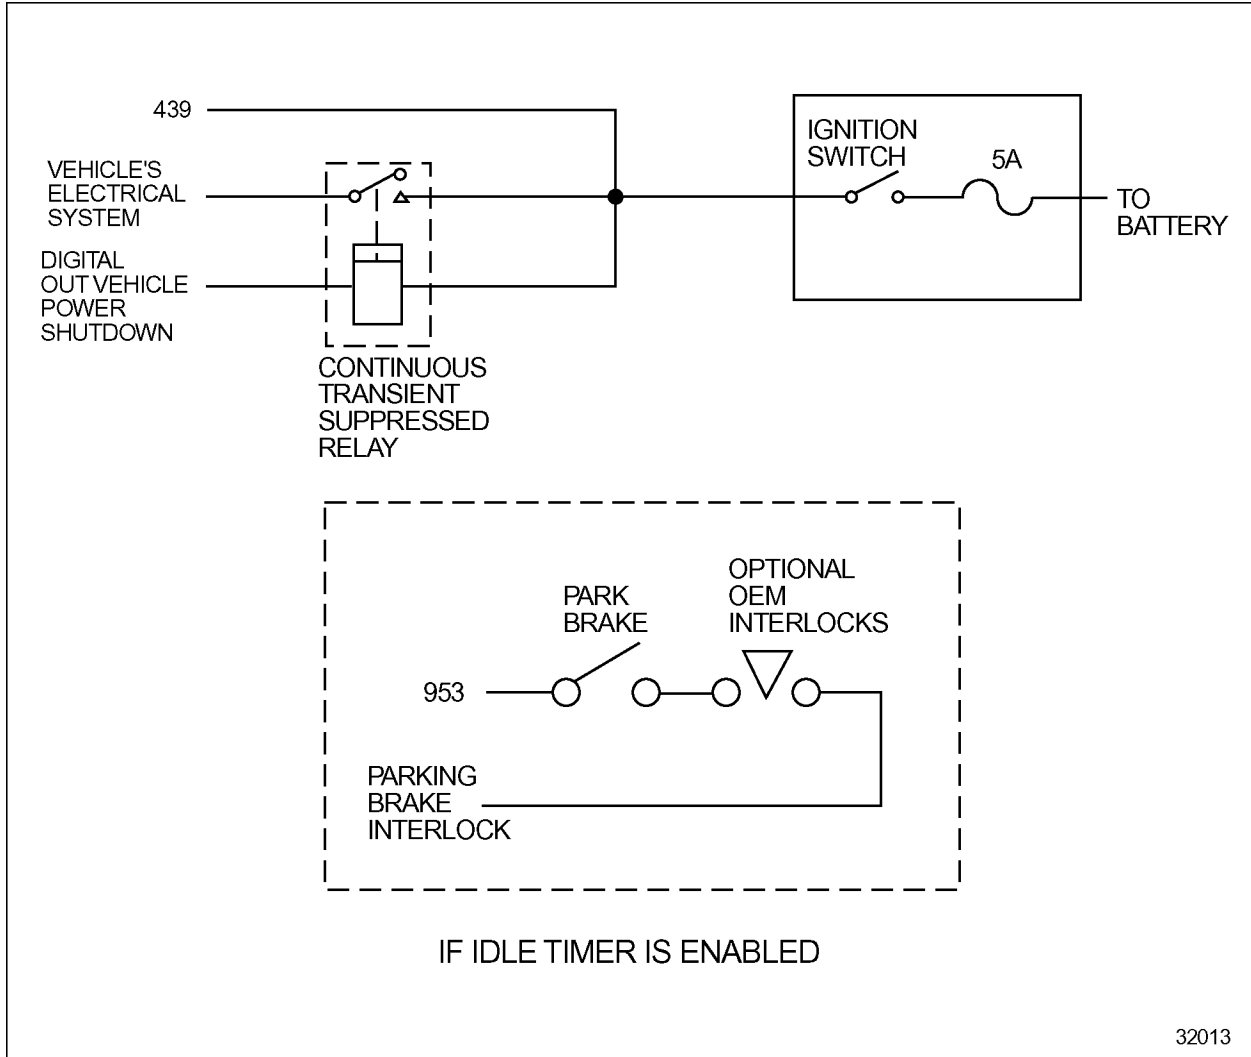 439
VEHICLE'S
ELECTRICAL
SYSTEM
DIGITAL
OUT VEHICLE
POWER
SHUTDOWN
CONTINUOUS
TRANSIENT
SUPPRESSED
RELAY
IGNITION
SWITCH
5A
TO
BATTERY
PARK
BRAKE
OPTIONAL
OEM
INTERLOCKS
953
PARKING
BRAKE
INTERLOCK
IF IDLE TIMER IS ENABLED
32013